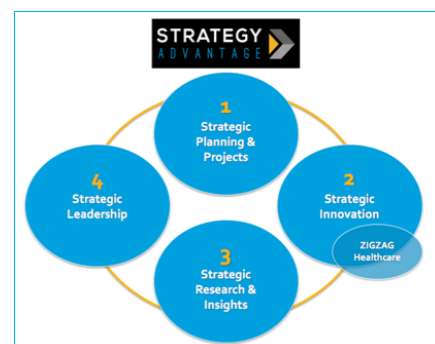 STRATEGY
ADVANTAGE
1
Strategic
Planning &
Projects
2
Strategic
Innovation
ZIGZAG
Healthcare
3
Strategic
Research &
Insights
4
Strategic
Leadership